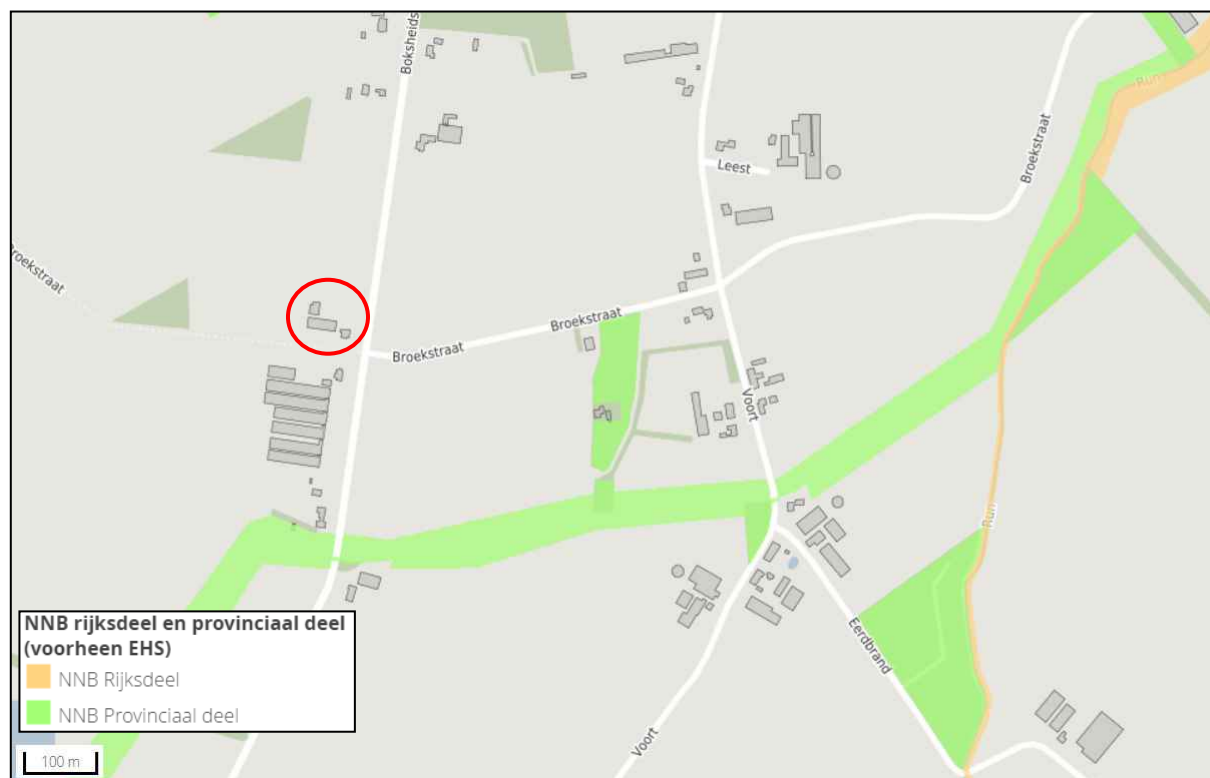 Boksheids
Run
Leest
Broekstraat
Broekstraat
Broekstraat
Broekstraat
Voort
Run
Eerdbrand
Voort
NNB rijksdeel en provinciaal deel
(voorheen EHS)
NNB Rijksdeel
NNB Provinciaal deel
100 m